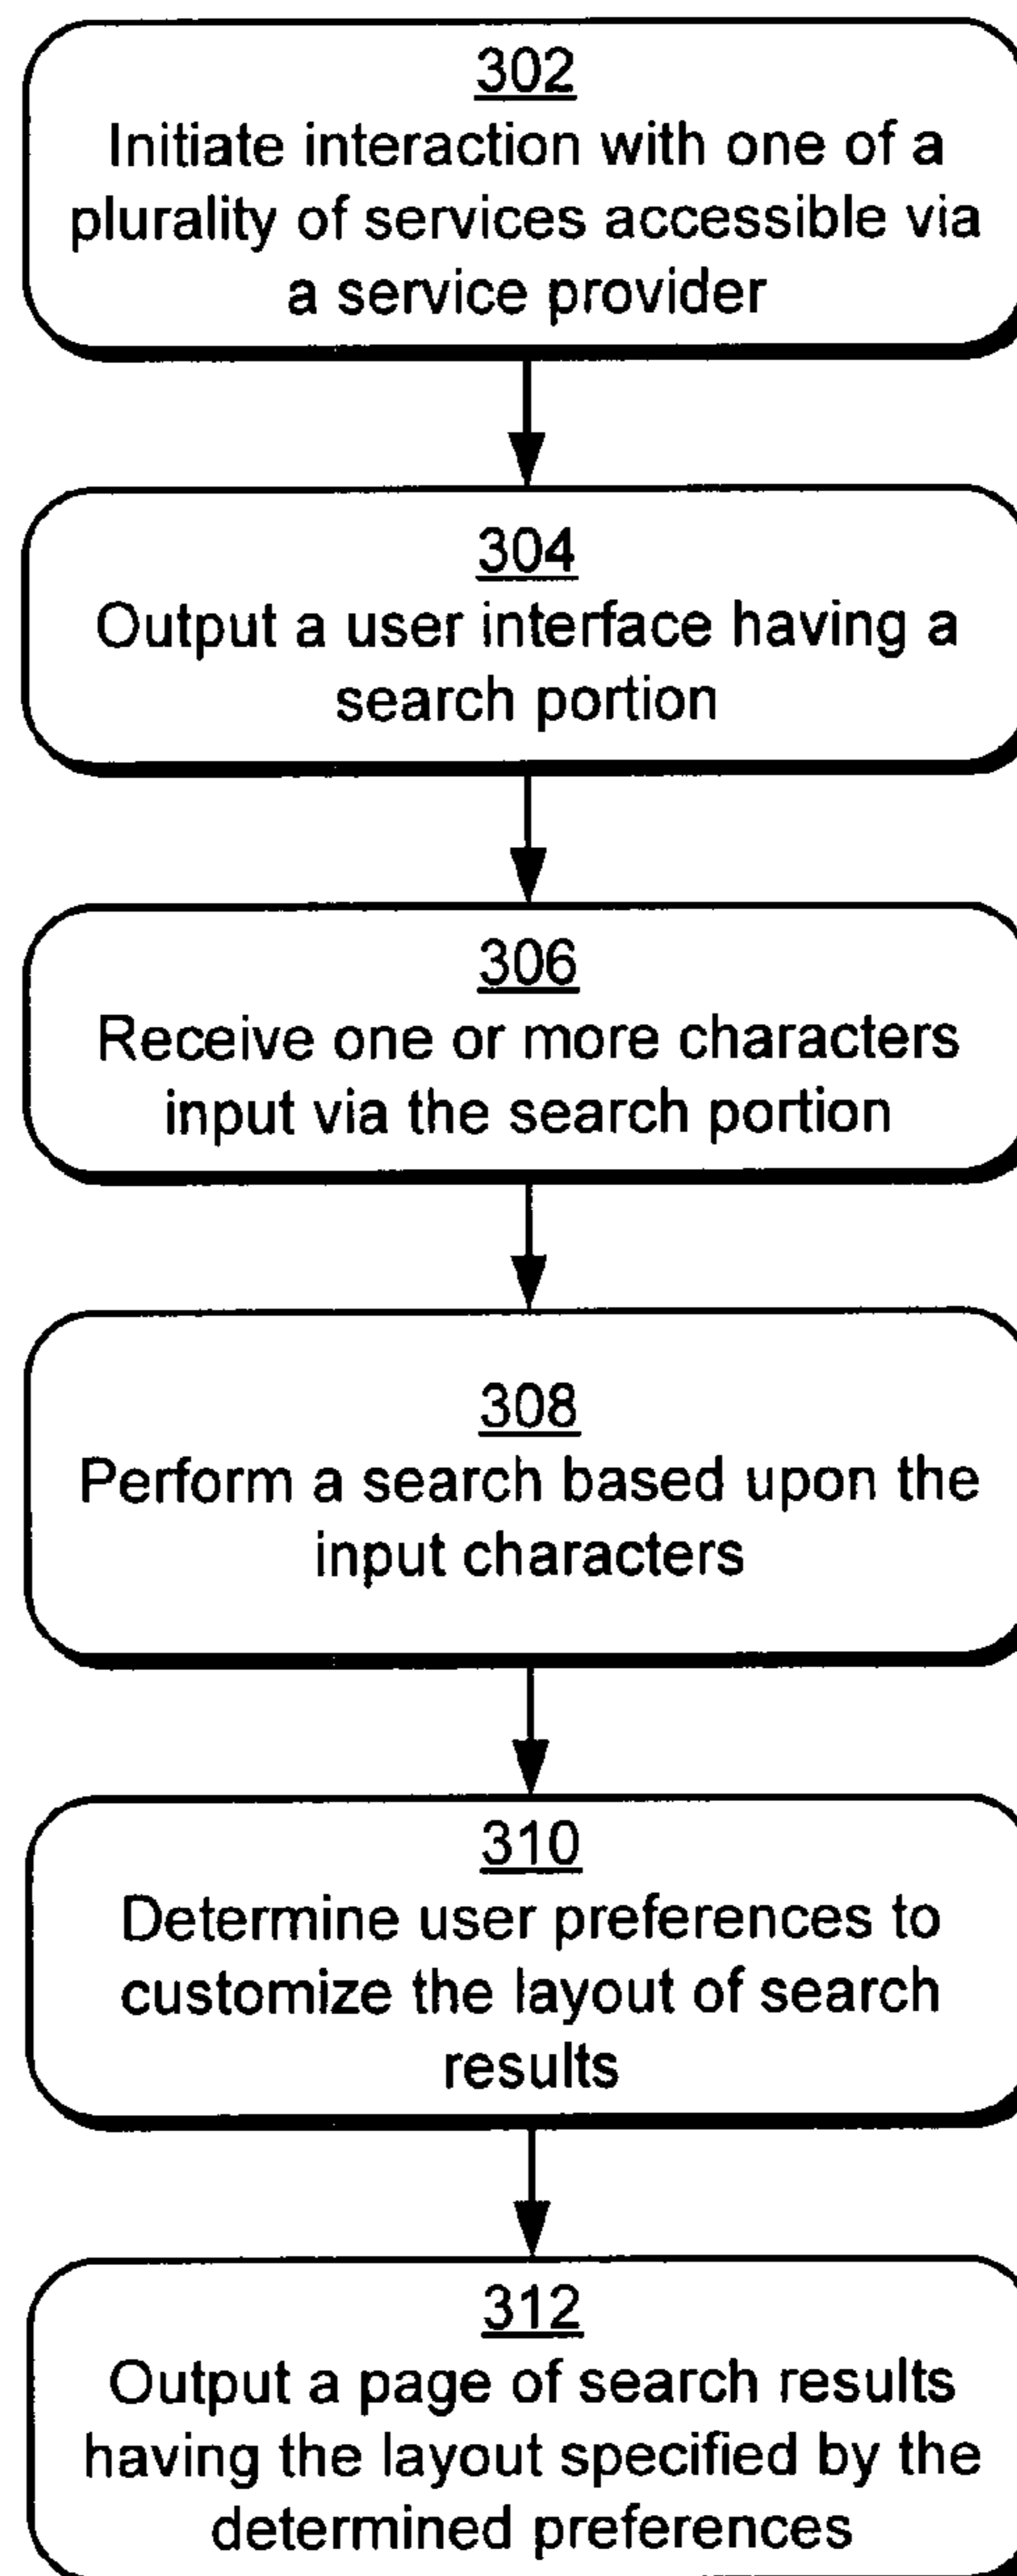 302
Initiate interaction with one of a
plurality of services accessible via
a service provider
304
Output a user interface having a
search portion
306
Receive one or more characters
input via the search portion
308
Perform a search based upon the
input characters
310
Determine user preferences to
customize the layout of search
results
312
Output a page of search results
having the layout specified by the
determined preferences